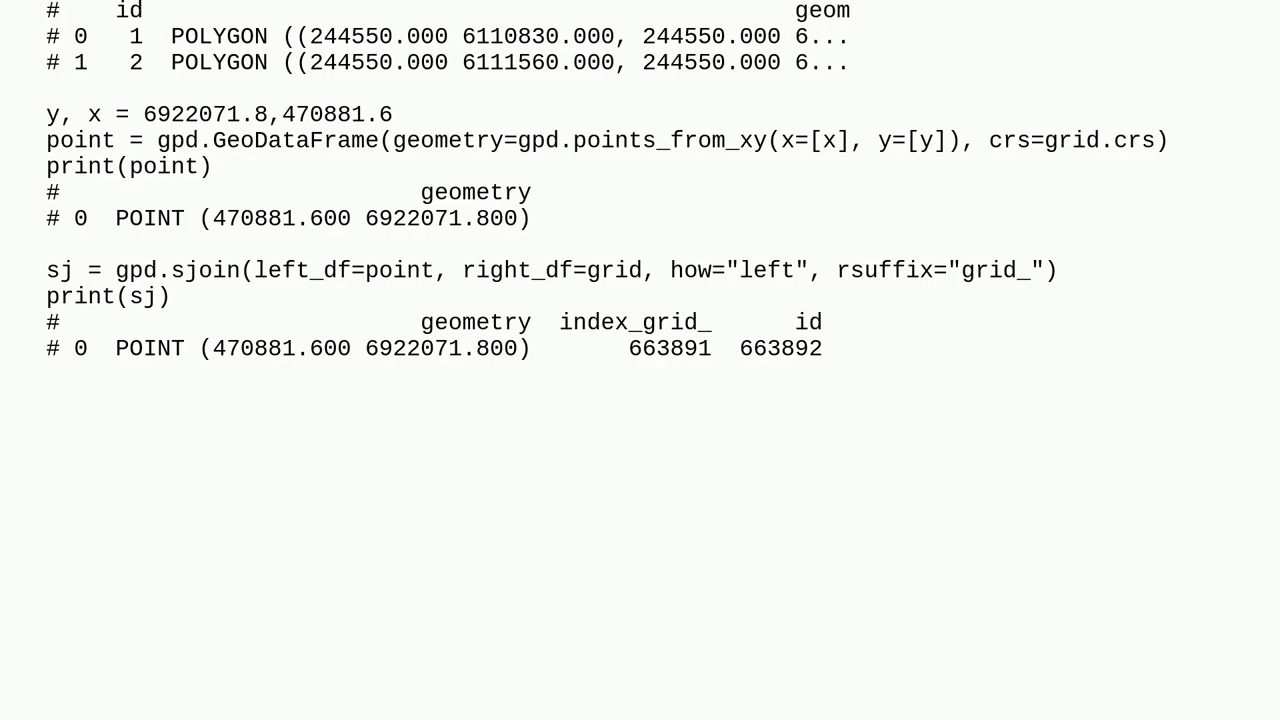 #    id                                               geom
# 0   1  POLYGON ((244550.000 6110830.000, 244550.000 6...
# 1   2  POLYGON ((244550.000 6111560.000, 244550.000 6...

y, x = 6922071.8,470881.6
point = gpd.GeoDataFrame(geometry=gpd.points_from_xy(x=[x], y=[y]), crs=grid.crs)
print(point)
#                          geometry
# 0  POINT (470881.600 6922071.800)

sj = gpd.sjoin(left_df=point, right_df=grid, how="left", rsuffix="grid_")
print(sj)
#                          geometry  index_grid_      id
# 0  POINT (470881.600 6922071.800)       663891  663892